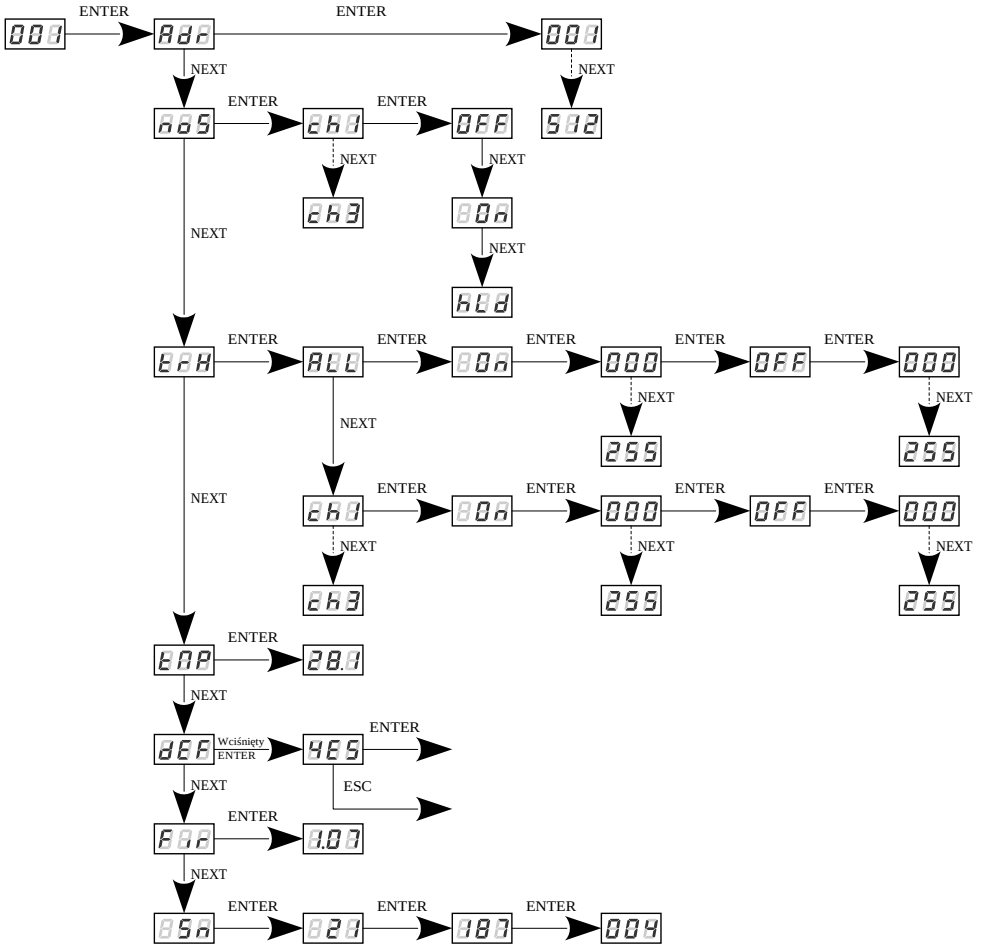 ENTER ENTER
001 Adr 001
NEXT NEXT
ENTER ENTER
noS ch1 OFF 512
NEXT NEXT
ch3 On
NEXT NEXT
hLd
ENTER ENTER ENTER ENTER ENTER
trH ALL On 000 OFF 000
NEXT NEXT
NEXT
255 255
ENTER ENTER ENTER ENTER
NEXT
ch1 On 000 OFF 000
NEXT NEXT NEXT
ch3 255 255
ENTER
tMP 28.1
NEXT
ENTER
dEF Wciśnięty YES
ENTER
NEXT ESC
ENTER
Fir 1.07
NEXT
ENTER ENTER ENTER
Sn 21 187 004